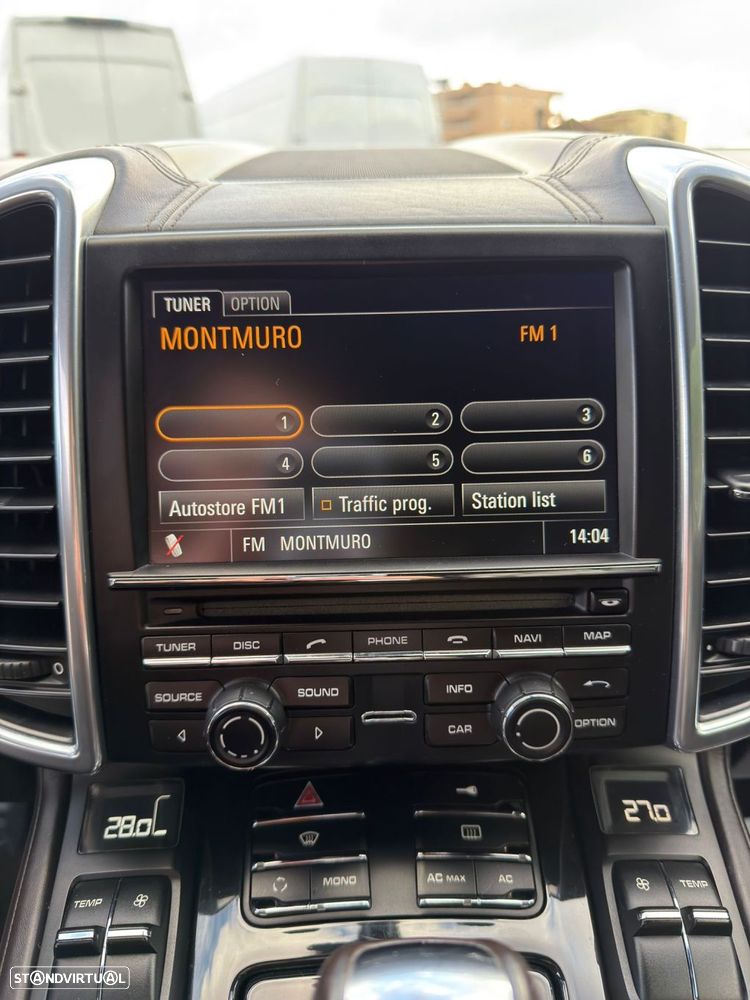 TUNER OPTION
MONTMURO FM 1
1 2 3
4 5 6
Autostore FM1 Traffic prog. Station list
FM MONTMURO 14:04
TUNER DISC PHONE NAVI MAP
SOURCE SOUND INFO
CAR OPTION
28.0C 27.0
MONO AC MAX AC
TEMP TEMP
0
STANDVIRTUAL